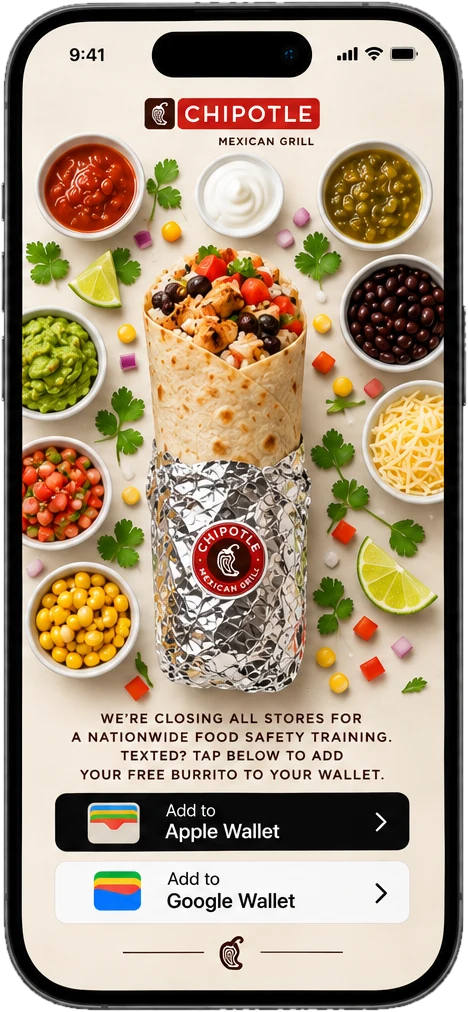 9:41
CHIPOTLE
MEXICAN GRILL
CHIPOTLE
MEXICAN GRILL
WE'RE CLOSING ALL STORES FOR
A NATIONWIDE FOOD SAFETY TRAINING.
TEXTED? TAP BELOW TO ADD
YOUR FREE BURRITO TO YOUR WALLET.
Add to
Apple Wallet
Add to
Google Wallet